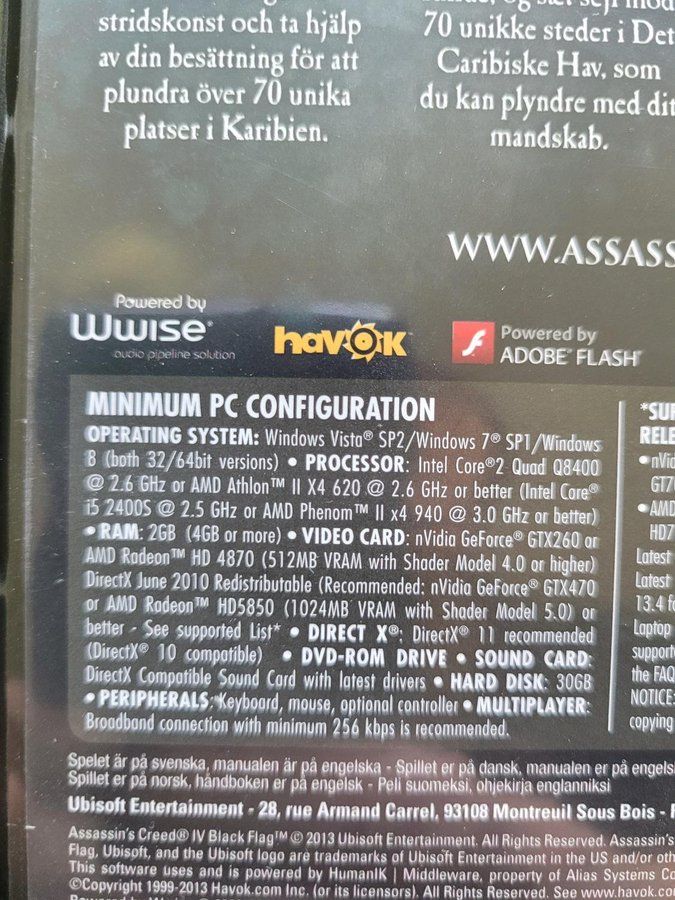 stridskonst och ta hjälp
av din besättning för att
plundra över 70 unika
platser i Karibien.
70 unikke steder i Det
Caribiske Hav, som
du kan plyndre med dit
mandskab.
WWW.ASSASS
Powered by
Wwise®
audio pipeline solution
havok
Powered by
ADOBE® FLASH®
MINIMUM PC CONFIGURATION
OPERATING SYSTEM: Windows Vista® SP2/Windows 7® SP1/Windows
8 (both 32/64bit versions) • PROCESSOR: Intel Core®2 Quad Q8400
@ 2.6 GHz or AMD Athlon™ II X4 620 @ 2.6 GHz or better (Intel Core®
i5 2400S @ 2.5 GHz or AMD Phenom™ II x4 940 @ 3.0 GHz or better)
• RAM: 2GB (4GB or more) • VIDEO CARD: nVidia GeForce® GTX260 or
AMD Radeon™ HD 4870 (512MB VRAM with Shader Model 4.0 or higher)
DirectX June 2010 Redistributable (Recommended: nVidia GeForce® GTX470
or AMD Radeon™ HD5850 (1024MB VRAM with Shader Model 5.0) or
better - See supported List* • DIRECT X®: DirectX® 11 recommended
(DirectX® 10 compatible) • DVD-ROM DRIVE • SOUND CARD:
DirectX Compatible Sound Card with latest drivers • HARD DISK: 30GB
• PERIPHERALS: Keyboard, mouse, optional controller • MULTIPLAYER:
Broadband connection with minimum 256 kbps is recommended.
*SUP
RELE
• nVid
GT7
• AMD
HD7
Latest
Latest
13.4 fo
Laptop
support
the FAQ
NOTICE:
copying
Spelet är på svenska, manualen är på engelska - Spillet er på dansk, manualen er på engels
Spillet er på norsk, håndboken er på engelsk - Peli suomeksi, ohjekirja englanniksi
Ubisoft Entertainment - 28, rue Armand Carrel, 93108 Montreuil Sous Bois - F
Assassin's Creed® IV Black Flag™ © 2013 Ubisoft Entertainment. All Rights Reserved. Assassin's
Flag, Ubisoft, and the Ubisoft logo are trademarks of Ubisoft Entertainment in the US and/or oth
This software uses and is powered by HumanIK | Middleware, property of Alias Systems Co
©Copyright 1999-2013 Havok.com Inc. (or its licensors). All Rights Reserved. See www.havok.co